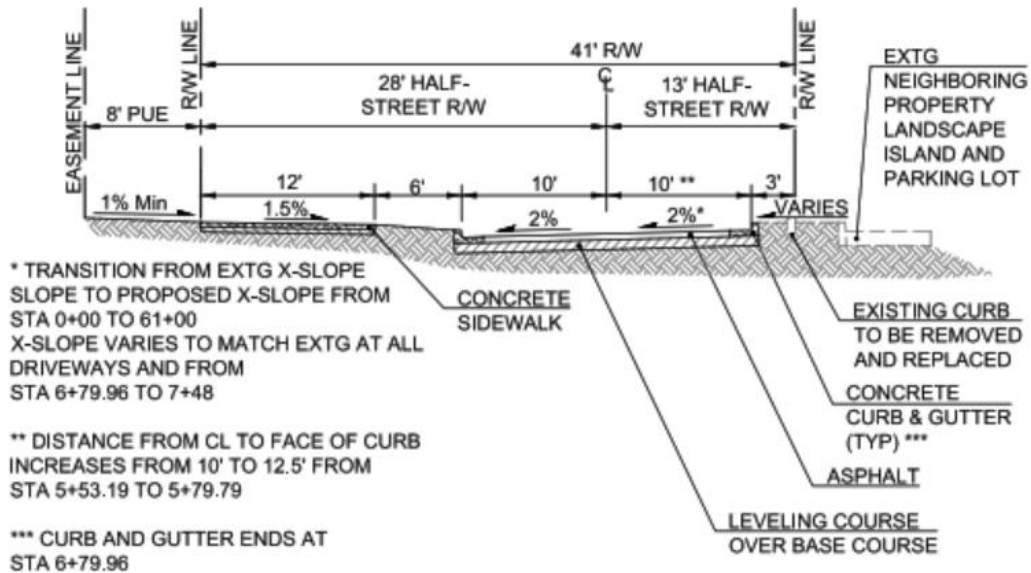 EASEMENT LINE
R/W LINE
41' R/W
CL
28' HALF-
STREET R/W
13' HALF-
STREET R/W
8' PUE
R/W LINE
EXTG
NEIGHBORING
PROPERTY
LANDSCAPE
ISLAND AND
PARKING LOT
12'
6'
10'
10' **
3'
1% Min
1.5%
2%
2%*
VARIES
* TRANSITION FROM EXTG X-SLOPE
SLOPE TO PROPOSED X-SLOPE FROM
STA 0+00 TO 61+00
X-SLOPE VARIES TO MATCH EXTG AT ALL
DRIVEWAYS AND FROM
STA 6+79.96 TO 7+48
** DISTANCE FROM CL TO FACE OF CURB
INCREASES FROM 10' TO 12.5' FROM
STA 5+53.19 TO 5+79.79
*** CURB AND GUTTER ENDS AT
STA 6+79.96
CONCRETE
SIDEWALK
EXISTING CURB
TO BE REMOVED
AND REPLACED
CONCRETE
CURB & GUTTER
(TYP) ***
ASPHALT
LEVELING COURSE
OVER BASE COURSE